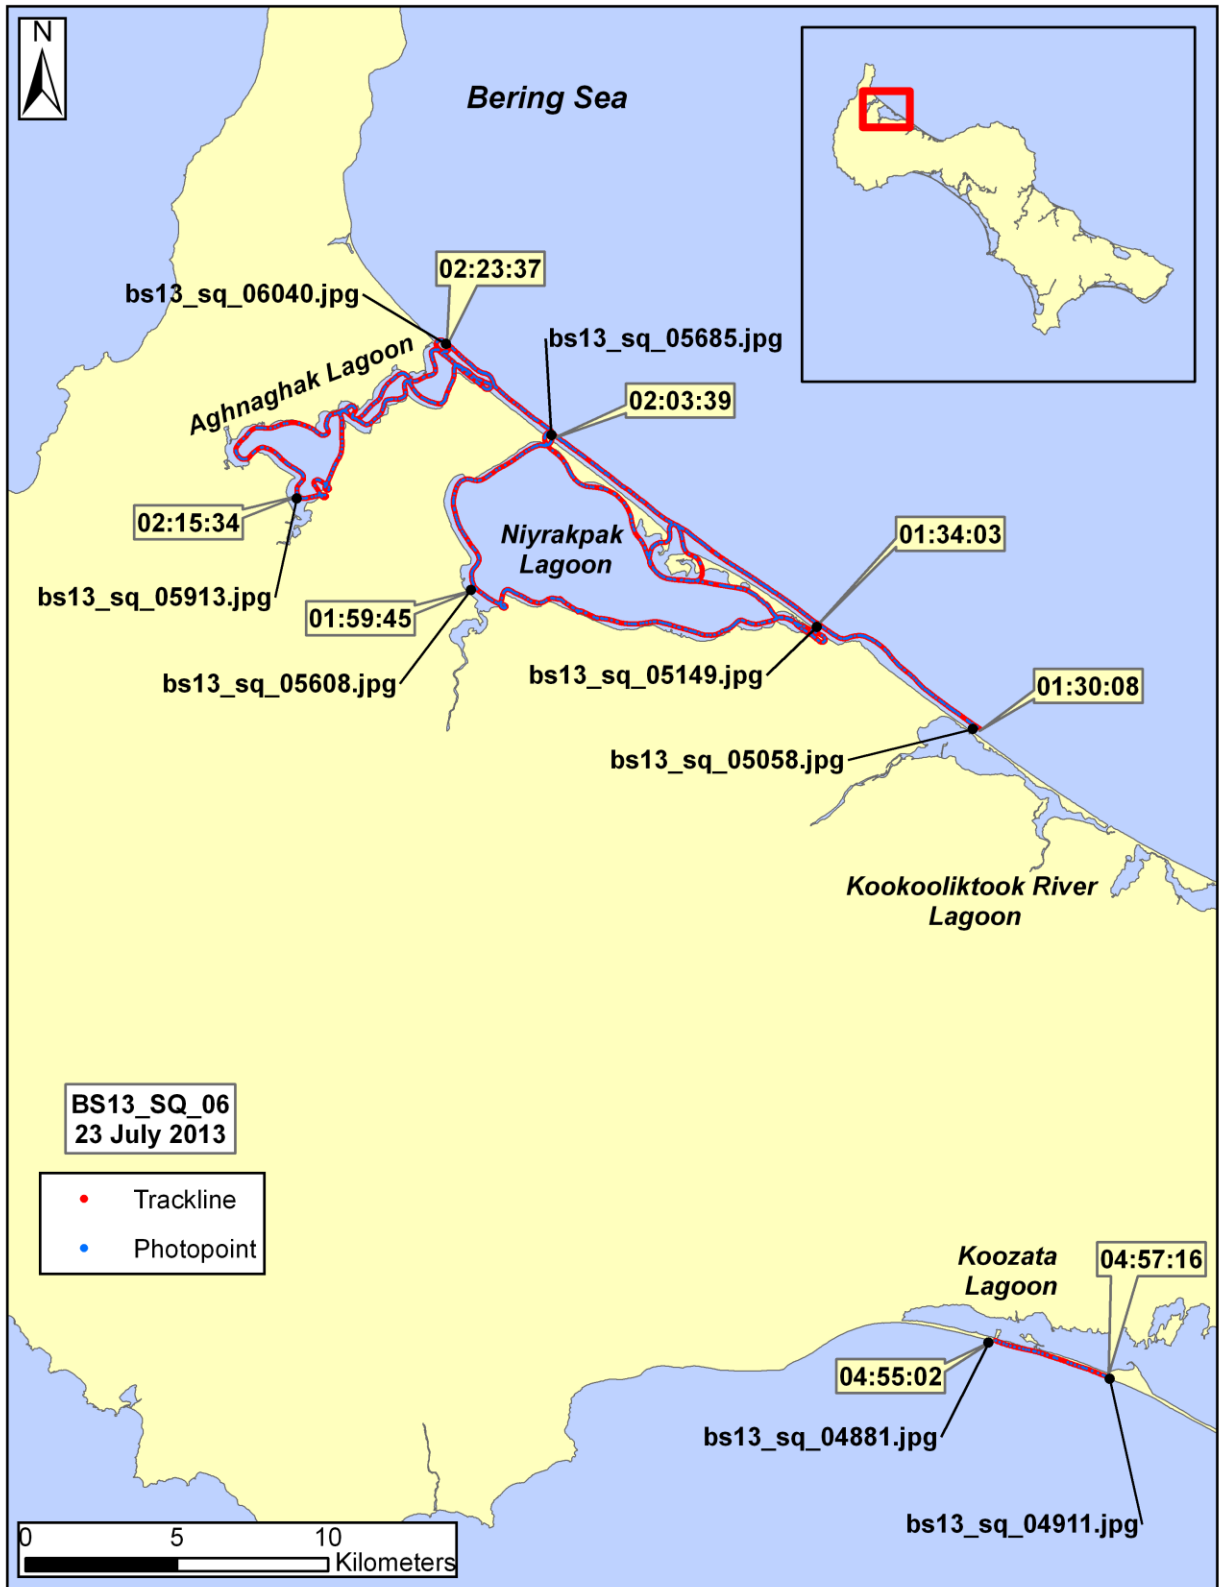 N
Bering Sea
02:23:37
bs13_sq_06040.jpg
bs13_sq_05685.jpg
Aghnaghak Lagoon
02:03:39
02:15:34
Niyrakpak
Lagoon
01:34:03
bs13_sq_05913.jpg
01:59:45
bs13_sq_05608.jpg
bs13_sq_05149.jpg
01:30:08
bs13_sq_05058.jpg
Kookooliktook River
Lagoon
BS13_SQ_06
23 July 2013
Trackline
Photopoint
Koozata
Lagoon
04:57:16
04:55:02
bs13_sq_04881.jpg
bs13_sq_04911.jpg
0 5 10
Kilometers